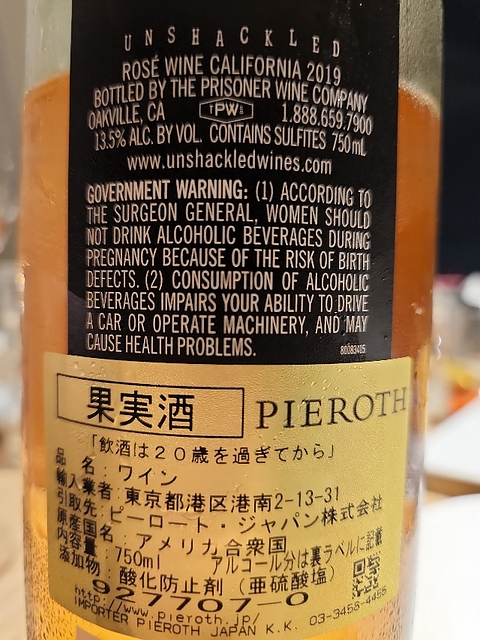 UNSHACKLED
ROSÉ WINE CALIFORNIA 2019
BOTTLED BY THE PRISONER WINE COMPANY
OAKVILLE, CA TPWC 1.888.659.7900
13.5% ALC. BY VOL. CONTAINS SULFITES 750mL
www.unshackledwines.com
GOVERNMENT WARNING: (1) ACCORDING TO
THE SURGEON GENERAL, WOMEN SHOULD
NOT DRINK ALCOHOLIC BEVERAGES DURING
PREGNANCY BECAUSE OF THE RISK OF BIRTH
DEFECTS. (2) CONSUMPTION OF ALCOHOLIC
BEVERAGES IMPAIRS YOUR ABILITY TO DRIVE
A CAR OR OPERATE MACHINERY, AND MAY
CAUSE HEALTH PROBLEMS.
80083405
果実酒 PIEROTH
「飲酒は20歳を過ぎてから」
品名:ワイン
輸入業者:東京都港区港南2-13-31
引取先:ピーロート・ジャパン株式会社
原産国名:アメリカ合衆国
内容量:750ml アルコール分は裏ラベルに記載
添加物:酸化防止剤(亜硫酸塩)
927707-0
http://www.pieroth.jp/
IMPORTER PIEROTH JAPAN K.K. 03-3458-4455